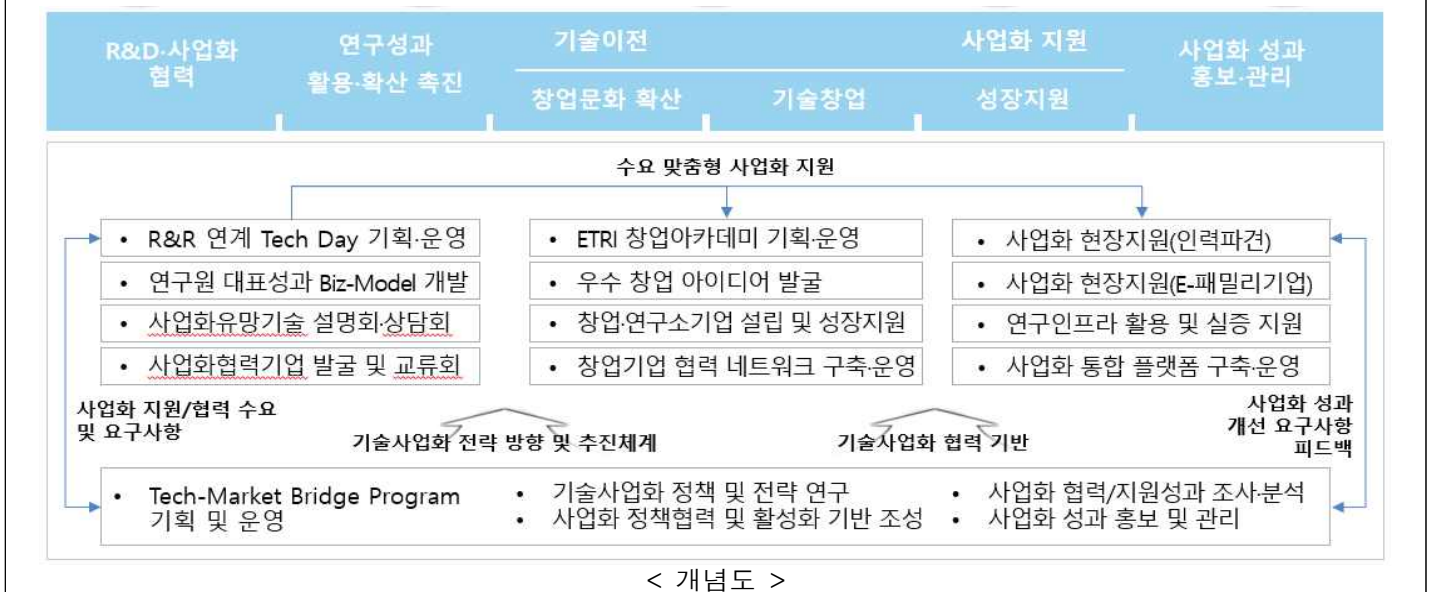 R&D·사업화
협력
연구성과
활용·확산 촉진
기술이전
사업화 지원
창업문화 확산
기술창업
성장지원
사업화 성과
홍보·관리
수요 맞춤형 사업화 지원
• R&R 연계 Tech Day 기획·운영
• 연구원 대표성과 Biz-Model 개발
• 사업화유망기술 설명회·상담회
• 사업화협력기업 발굴 및 교류회
• ETRI 창업아카데미 기획·운영
• 우수 창업 아이디어 발굴
• 창업·연구소기업 설립 및 성장지원
• 창업기업 협력 네트워크 구축·운영
• 사업화 현장지원(인력파견)
• 사업화 현장지원(E-패밀리기업)
• 연구인프라 활용 및 실증 지원
• 사업화 통합 플랫폼 구축·운영
사업화 지원/협력 수요
및 요구사항
기술사업화 전략 방향 및 추진체계
기술사업화 협력 기반
사업화 성과
개선 요구사항
피드백
• Tech-Market Bridge Program
기획 및 운영
• 기술사업화 정책 및 전략 연구
• 사업화 정책협력 및 활성화 기반 조성
• 사업화 협력/지원성과 조사·분석
• 사업화 성과 홍보 및 관리
< 개념도 >